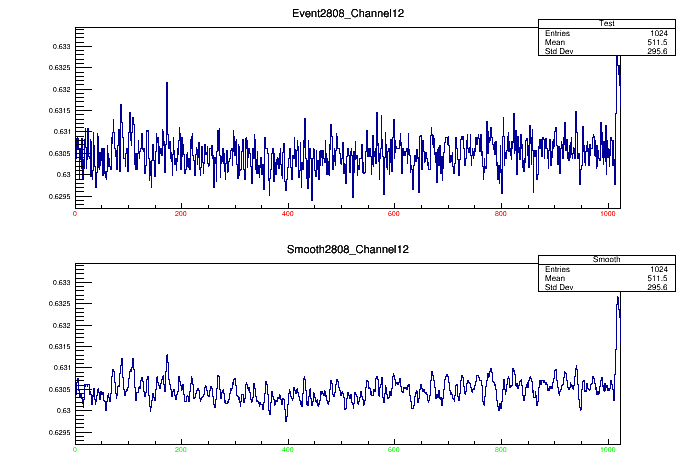 Event2808_Channel12
Test
Entries 1024
Mean 511.5
Std Dev 295.6
0.633
0.6325
0.632
0.6315
0.631
0.6305
0.63
0.6295
0 200 400 600 800 1000
Smooth2808_Channel12
Smooth
Entries 1024
Mean 511.5
Std Dev 295.6
0.633
0.6325
0.632
0.6315
0.631
0.6305
0.63
0.6295
0 200 400 600 800 1000